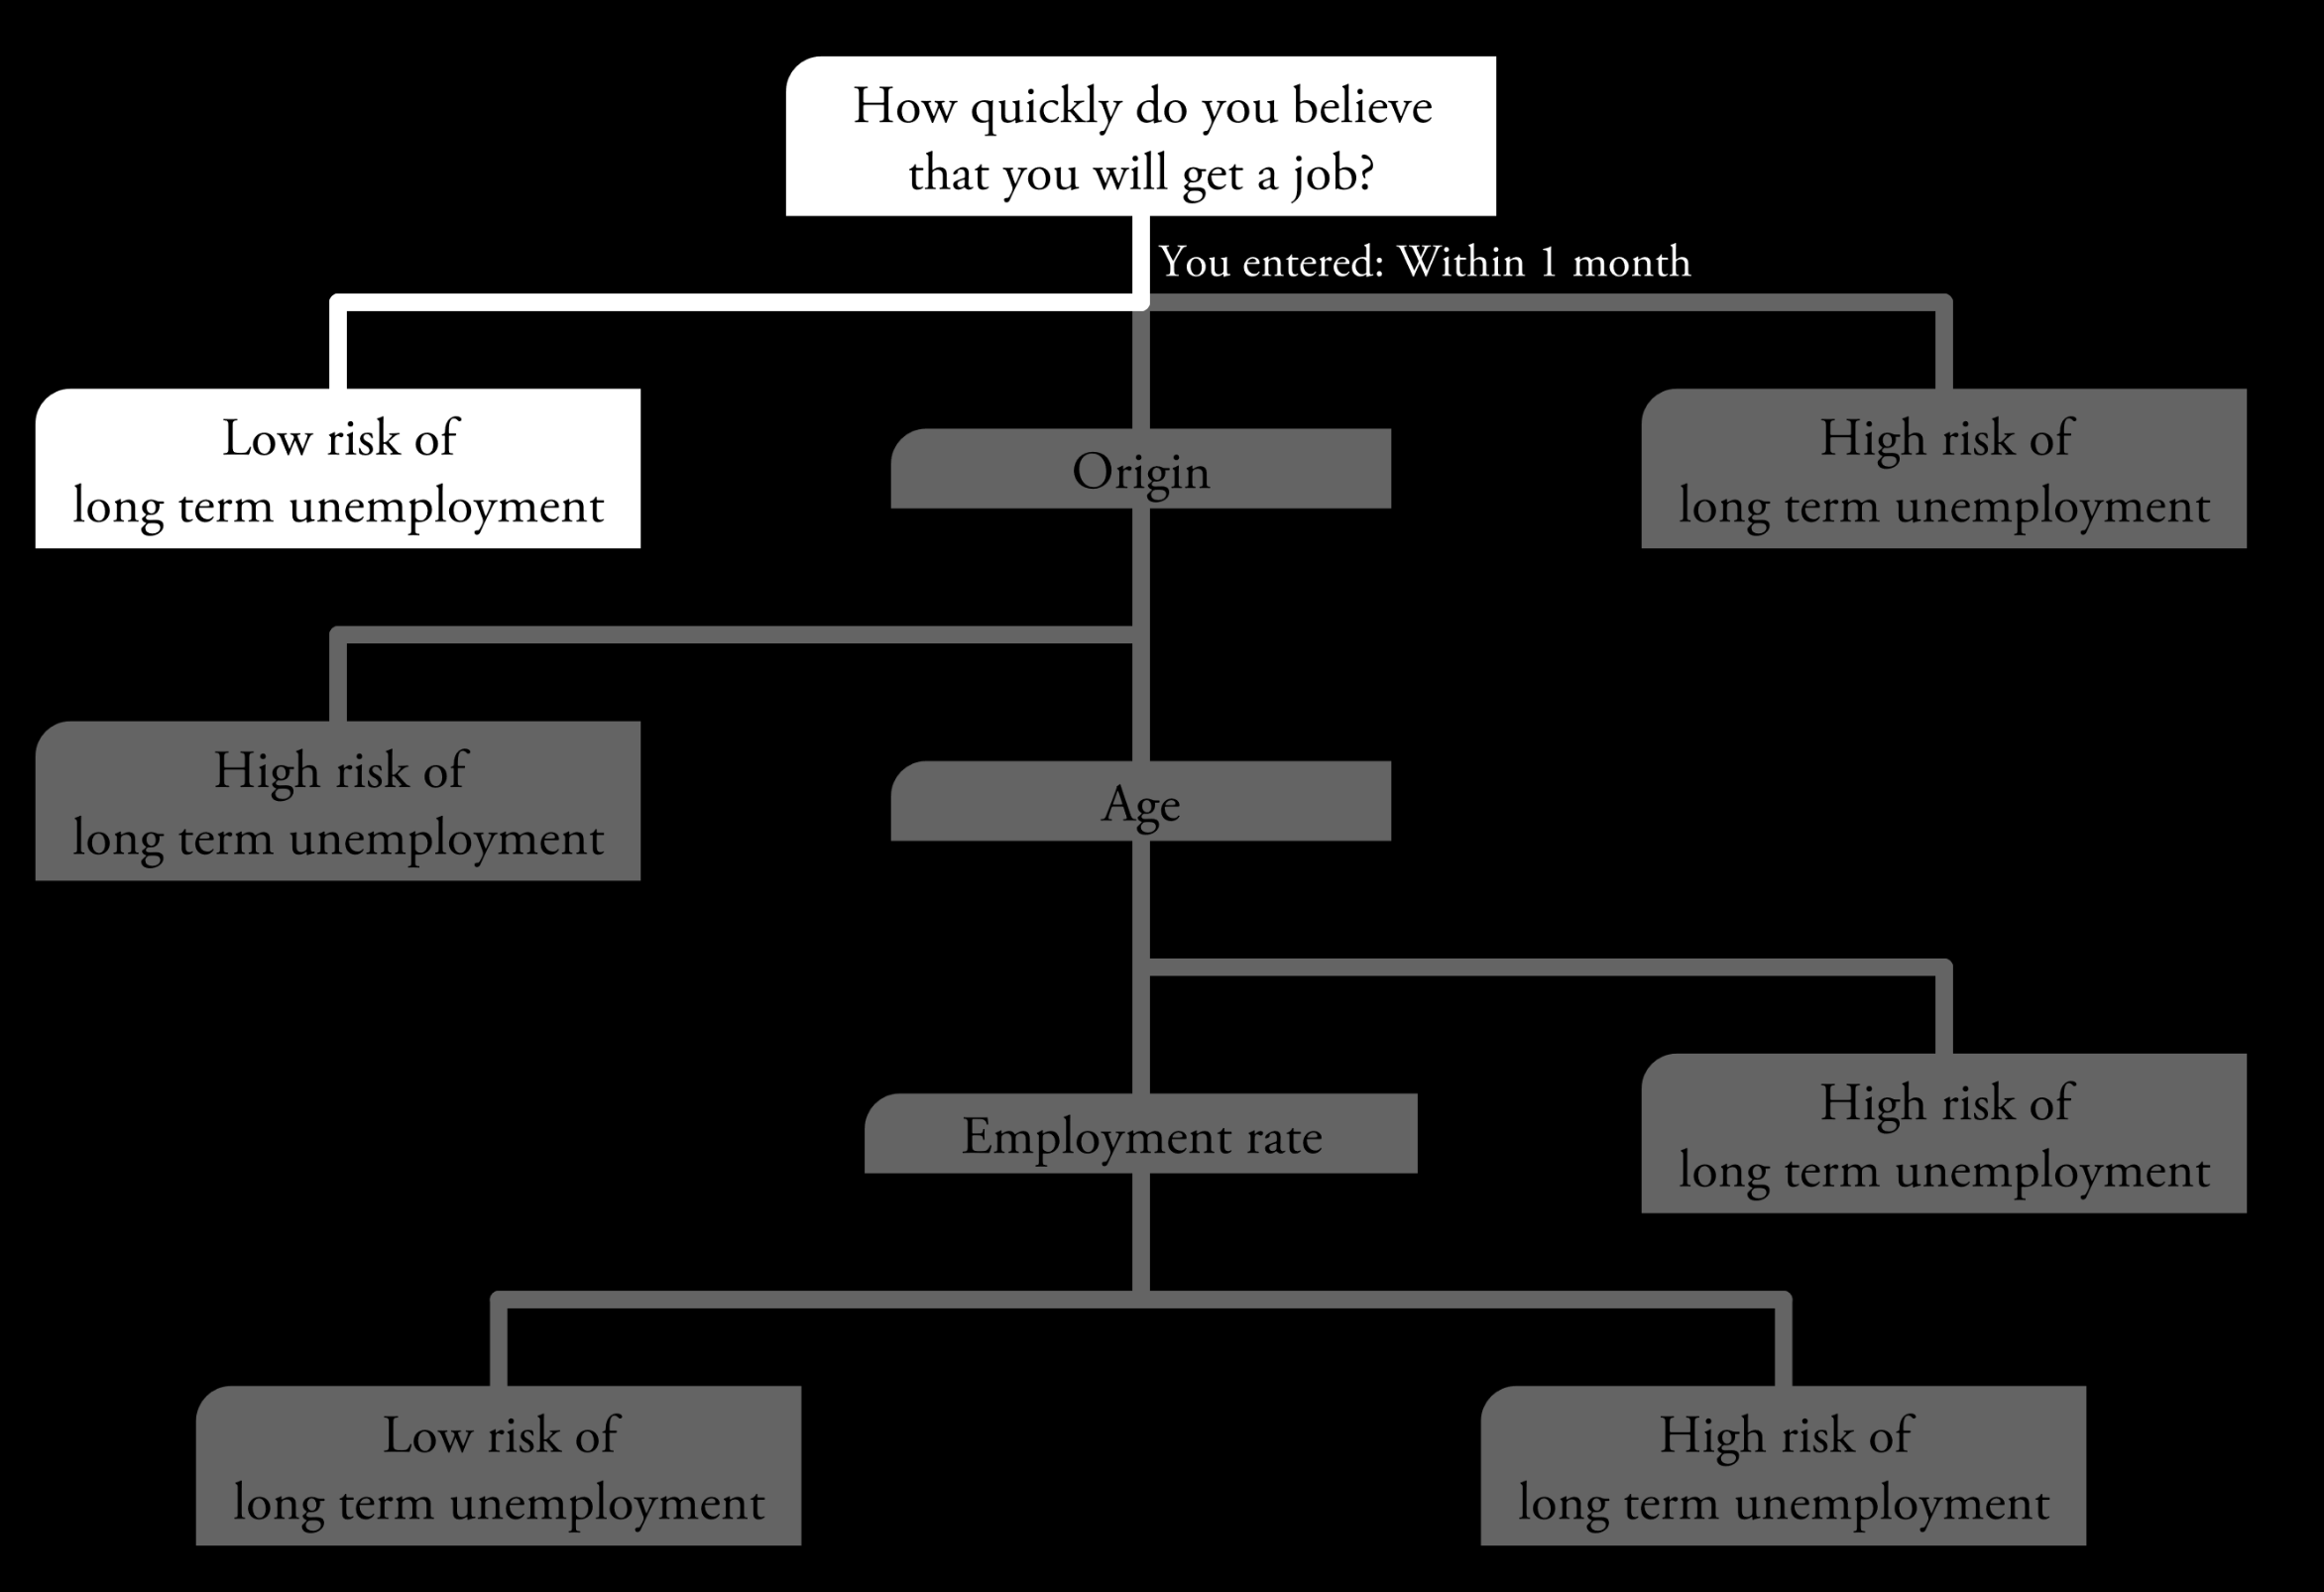 How quickly do you believe
that you will get a job?
You entered: Within 1 month
Low risk of
long term unemployment
Origin
High risk of
long term unemployment
High risk of
long term unemployment
Age
Employment rate
High risk of
long term unemployment
Low risk of
long term unemployment
High risk of
long term unemployment